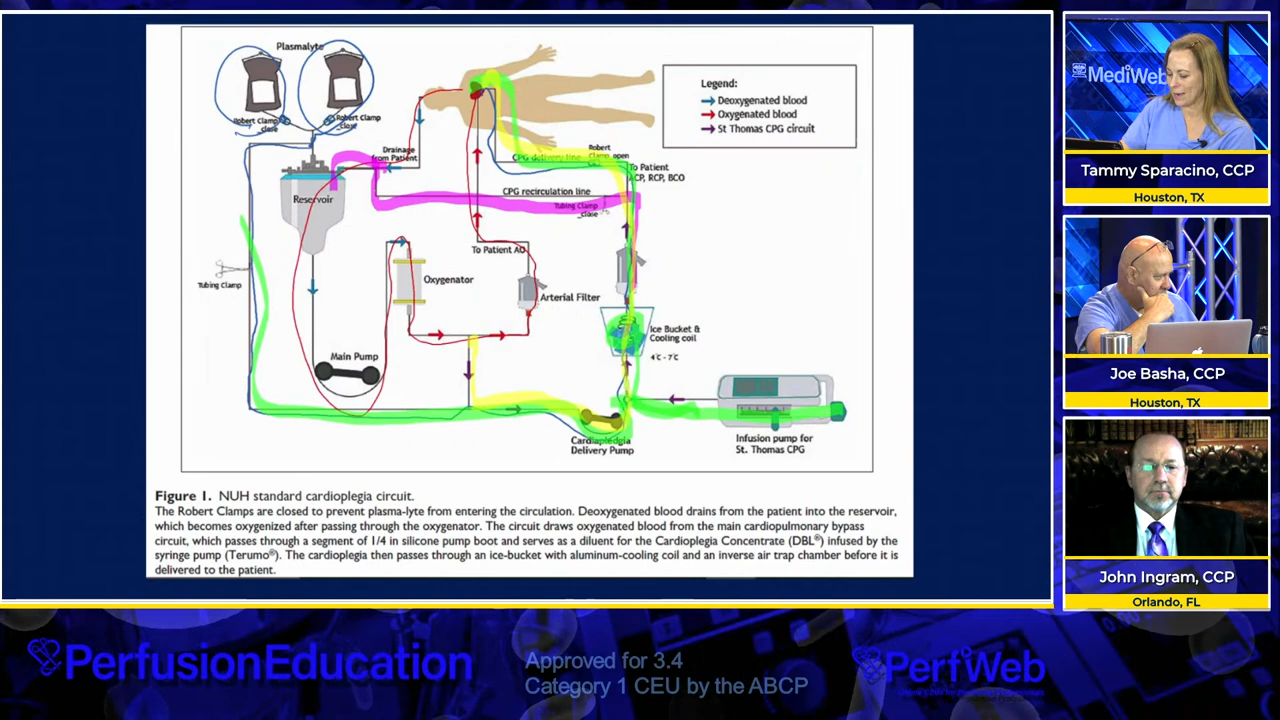 Plasmalyte
Robert Clamp
_close
Robert Clamp
_close
Drainage
from Patient
Reservoir
Tubing Clamp
Main Pump
Oxygenator
To Patient AO
Arterial Filter
CPG delivery line
Robert
Clamp_open
To Patient
ACP, RCP, BCO
CPG recirculation line
Tubing Clamp
_close
Ice Bucket &
Cooling coil
4°C - 7°C
Cardiaplegia
Delivery Pump
Infusion pump for
St. Thomas CPG
Legend:
Deoxygenated blood
Oxygenated blood
St Thomas CPG circuit
Figure 1. NUH standard cardioplegia circuit.
The Robert Clamps are closed to prevent plasma-lyte from entering the circulation. Deoxygenated blood drains from the patient into the reservoir,
which becomes oxygenized after passing through the oxygenator. The circuit draws oxygenated blood from the main cardiopulmonary bypass
circuit, which passes through a segment of 1/4 in silicone pump boot and serves as a diluent for the Cardioplegia Concentrate (DBL®) infused by the
syringe pump (Terumo®). The cardioplegia then passes through an ice-bucket with aluminum-cooling coil and an inverse air trap chamber before it is
delivered to the patient.
MediWeb
Tammy Sparacino, CCP
Houston, TX
Joe Basha, CCP
Houston, TX
John Ingram, CCP
Orlando, FL
PerfusionEducation
Approved for 3.4
Category 1 CEU by the ABCP
PerfWeb